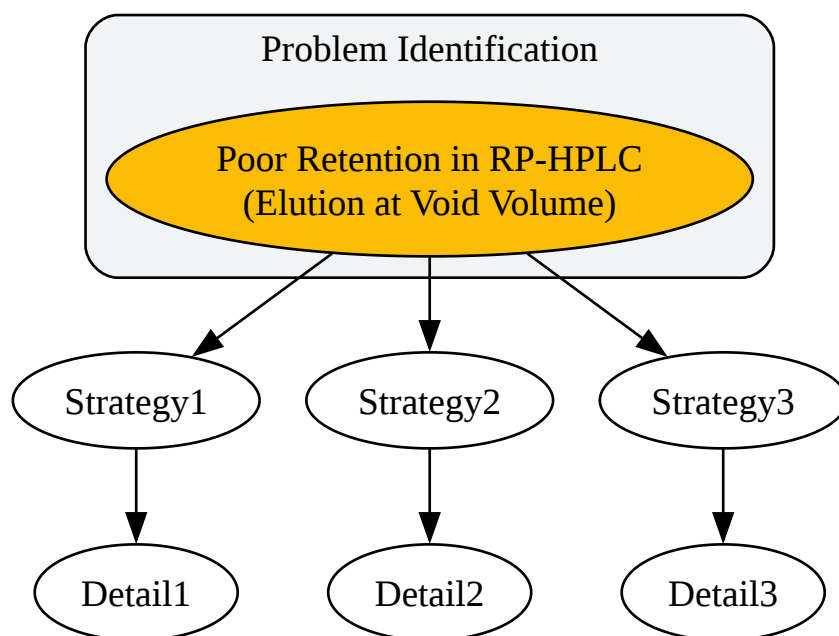 Problem Identification
Poor Retention in RP-HPLC
(Elution at Void Volume)
Strategy1
Strategy2
Strategy3
Detail1
Detail2
Detail3